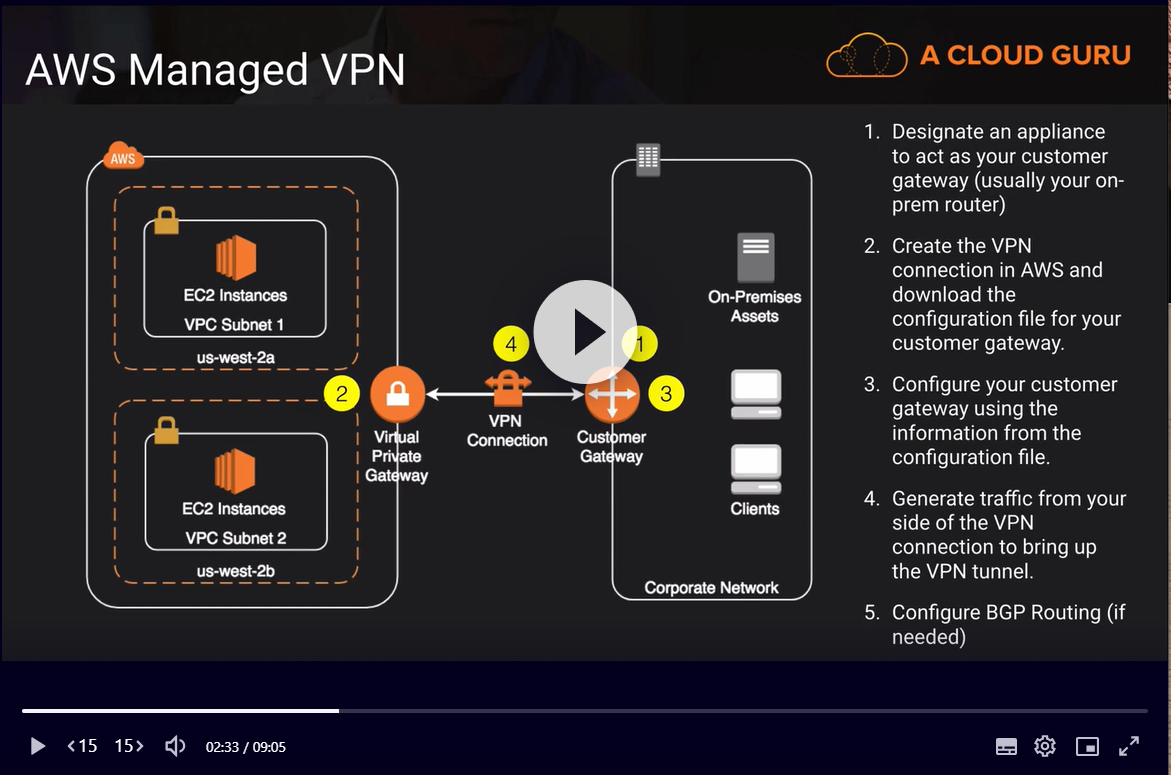 AWS Managed VPN
A CLOUD GURU
AWS
EC2 Instances
VPC Subnet 1
us-west-2a
EC2 Instances
VPC Subnet 2
us-west-2b
2
Virtual
Private
Gateway
4
VPN
Connection
1
3
Customer
Gateway
On-Premises
Assets
Clients
Corporate Network
1. Designate an appliance
to act as your customer
gateway (usually your on-
prem router)
2. Create the VPN
connection in AWS and
download the
configuration file for your
customer gateway.
3. Configure your customer
gateway using the
information from the
configuration file.
4. Generate traffic from your
side of the VPN
connection to bring up
the VPN tunnel.
5. Configure BGP Routing (if
needed)
<15 15> 02:33 / 09:05